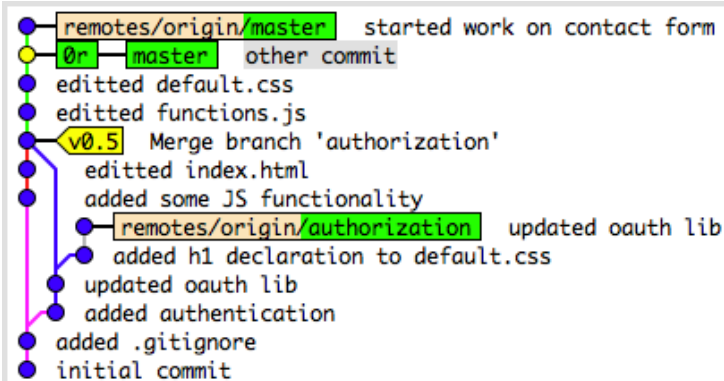 remotes/origin/master started work on contact form
0r master other commit
editted default.css
editted functions.js
v0.5 Merge branch 'authorization'
editted index.html
added some JS functionality
remotes/origin/authorization updated oauth lib
added h1 declaration to default.css
updated oauth lib
added authentication
added .gitignore
initial commit